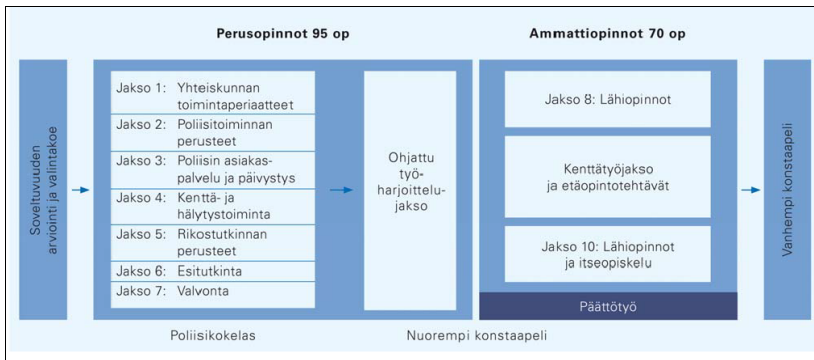 Perusopinnot 95 op
Ammattiopinnot 70 op
Soveltuvuuden
arviointi ja valintakoe
Jakso 1: Yhteiskunnan
toimintaperiaatteet
Jakso 2: Poliisitoiminnan
perusteet
Jakso 3: Poliisin asiakas-
palvelu ja päivystys
Jakso 4: Kenttä- ja
hälytystoiminta
Jakso 5: Rikostutkinnan
perusteet
Jakso 6: Esitutkinta
Jakso 7: Valvonta
Ohjattu
työ-
harjoittelu-
jakso
Jakso 8: Lähiopinnot
Kenttätyöjakso
ja etäopintotehtävät
Jakso 10: Lähiopinnot
ja itseopiskelu
Päättötyö
Vanhempi konstaapeli
Poliisikokelas
Nuorempi konstaapeli